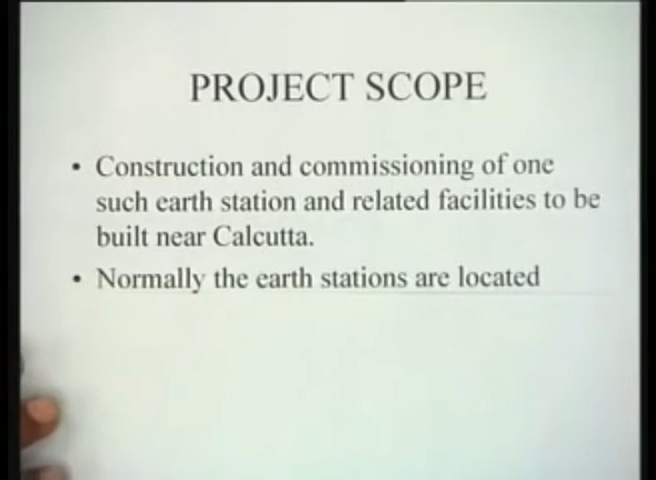 PROJECT SCOPE
• Construction and commissioning of one
such earth station and related facilities to be
built near Calcutta.
• Normally the earth stations are located